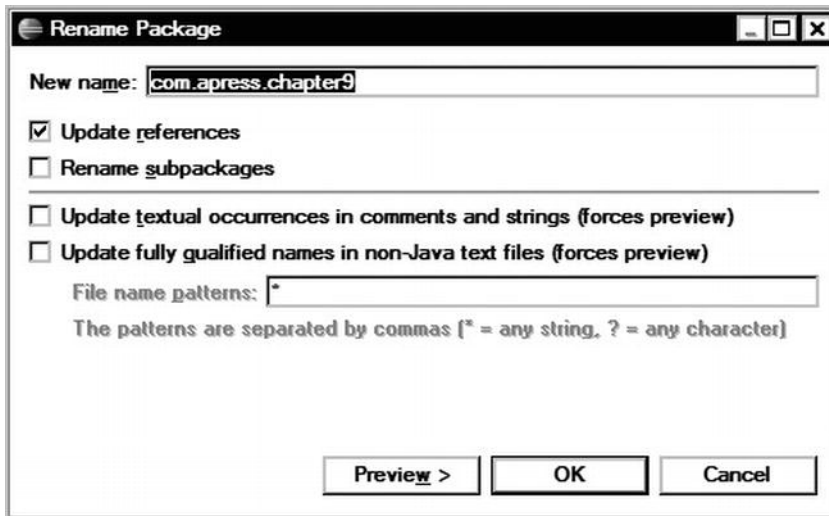 Rename Package
New name: com.apress.chapter9
Update references
Rename subpackages
Update textual occurrences in comments and strings (forces preview)
Update fully qualified names in non-Java text files (forces preview)
File name patterns: *
The patterns are separated by commas (* = any string, ? = any character)
Preview > OK Cancel